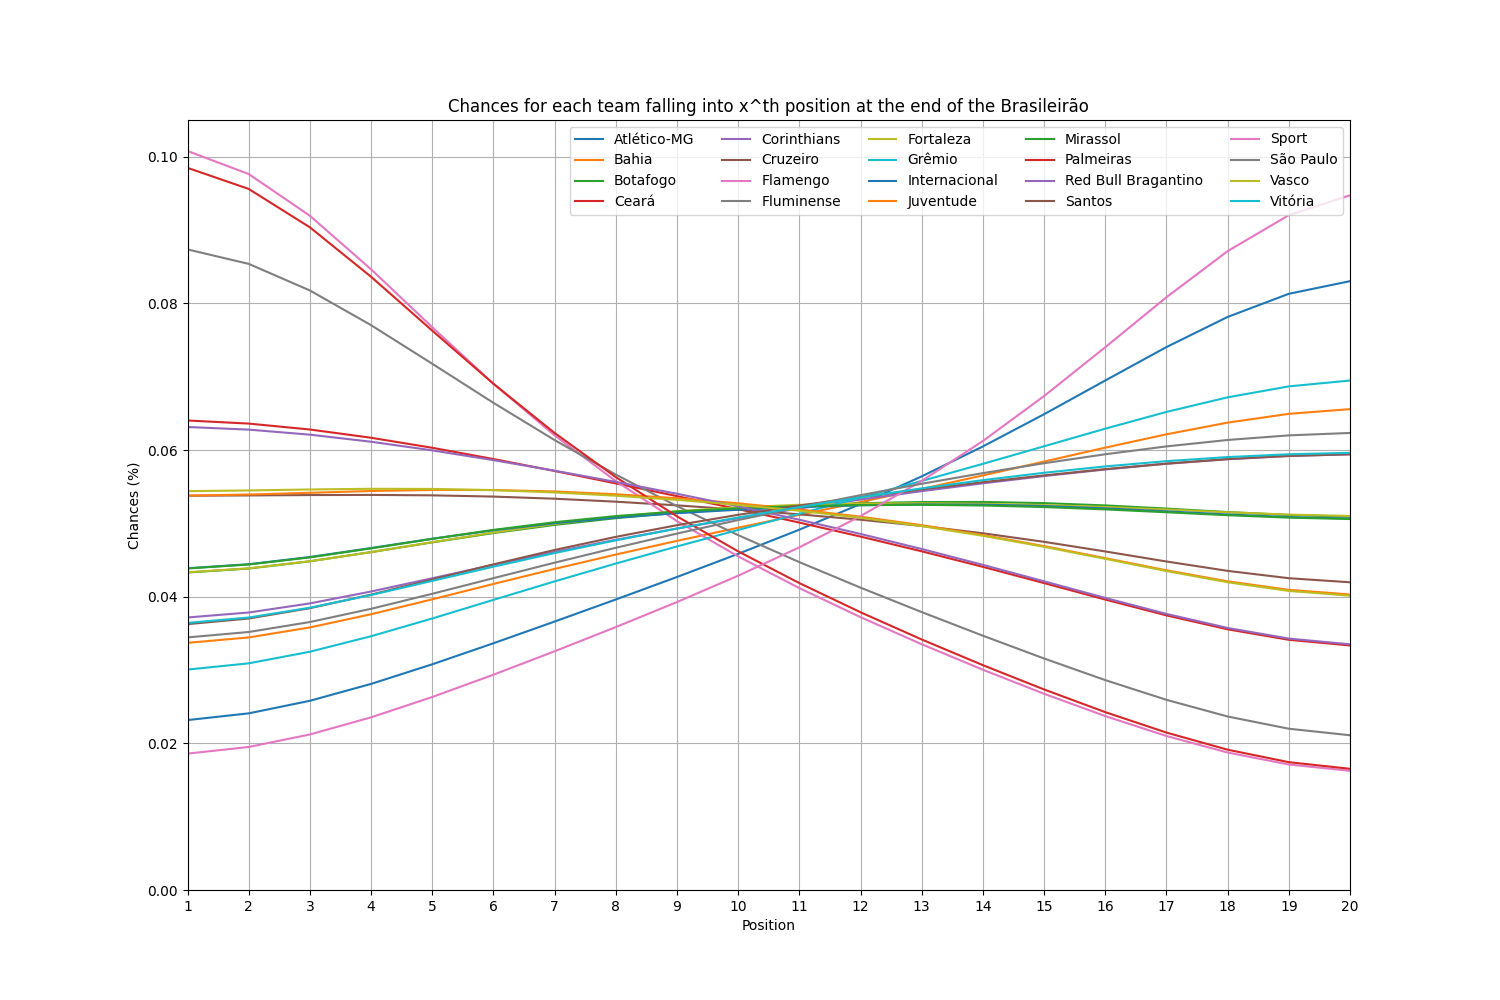 Chances for each team falling into x^th position at the end of the Brasileirão
Atlético-MG
Bahia
Botafogo
Ceará
Corinthians
Cruzeiro
Flamengo
Fluminense
Fortaleza
Grêmio
Internacional
Juventude
Mirassol
Palmeiras
Red Bull Bragantino
Santos
Sport
São Paulo
Vasco
Vitória
Chances (%)
0.10
0.08
0.06
0.04
0.02
0.00
1 2 3 4 5 6 7 8 9 10 11 12 13 14 15 16 17 18 19 20
Position